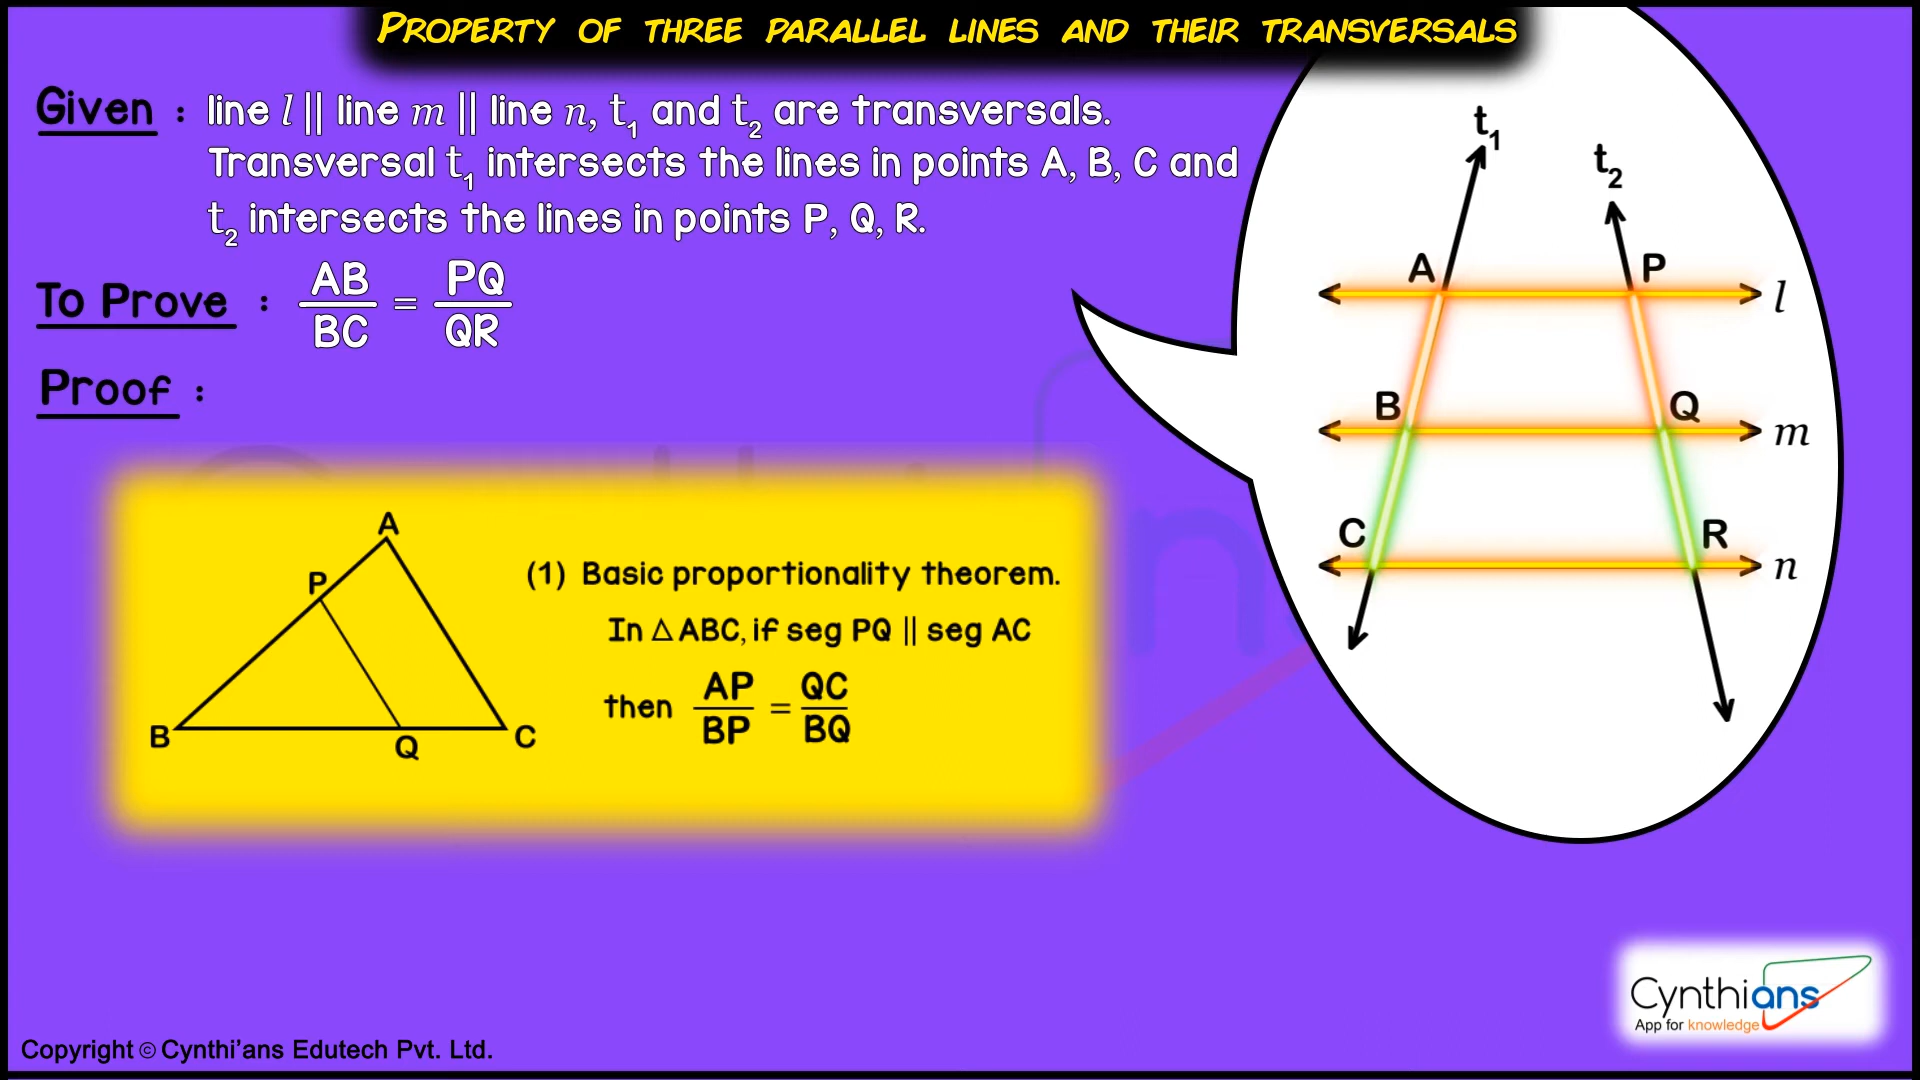 PROPERTY OF THREE PARALLEL LINES AND THEIR TRANSVERSALS
Given : line l || line m || line n, t₁ and t₂ are transversals.
Transversal t₁ intersects the lines in points A, B, C and
t₂ intersects the lines in points P, Q, R.
To Prove : AB/BC = PQ/QR
Proof :
A
P
B
Q
C
(1) Basic proportionality theorem.
In △ABC, if seg PQ || seg AC
then AP/BP = QC/BQ
t₁
t₂
A P l
B Q m
C R n
Cynthians
App for knowledge
Copyright © Cynthi'ans Edutech Pvt. Ltd.